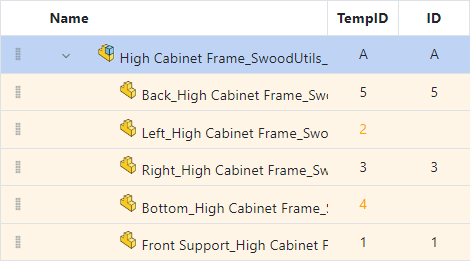 Name TempID ID
High Cabinet Frame_SwoodUtils_ A A
Back_High Cabinet Frame_Swo 5 5
Left_High Cabinet Frame_Swo 2
Right_High Cabinet Frame_Sw 3 3
Bottom_High Cabinet Frame_S 4
Front Support_High Cabinet F 1 1